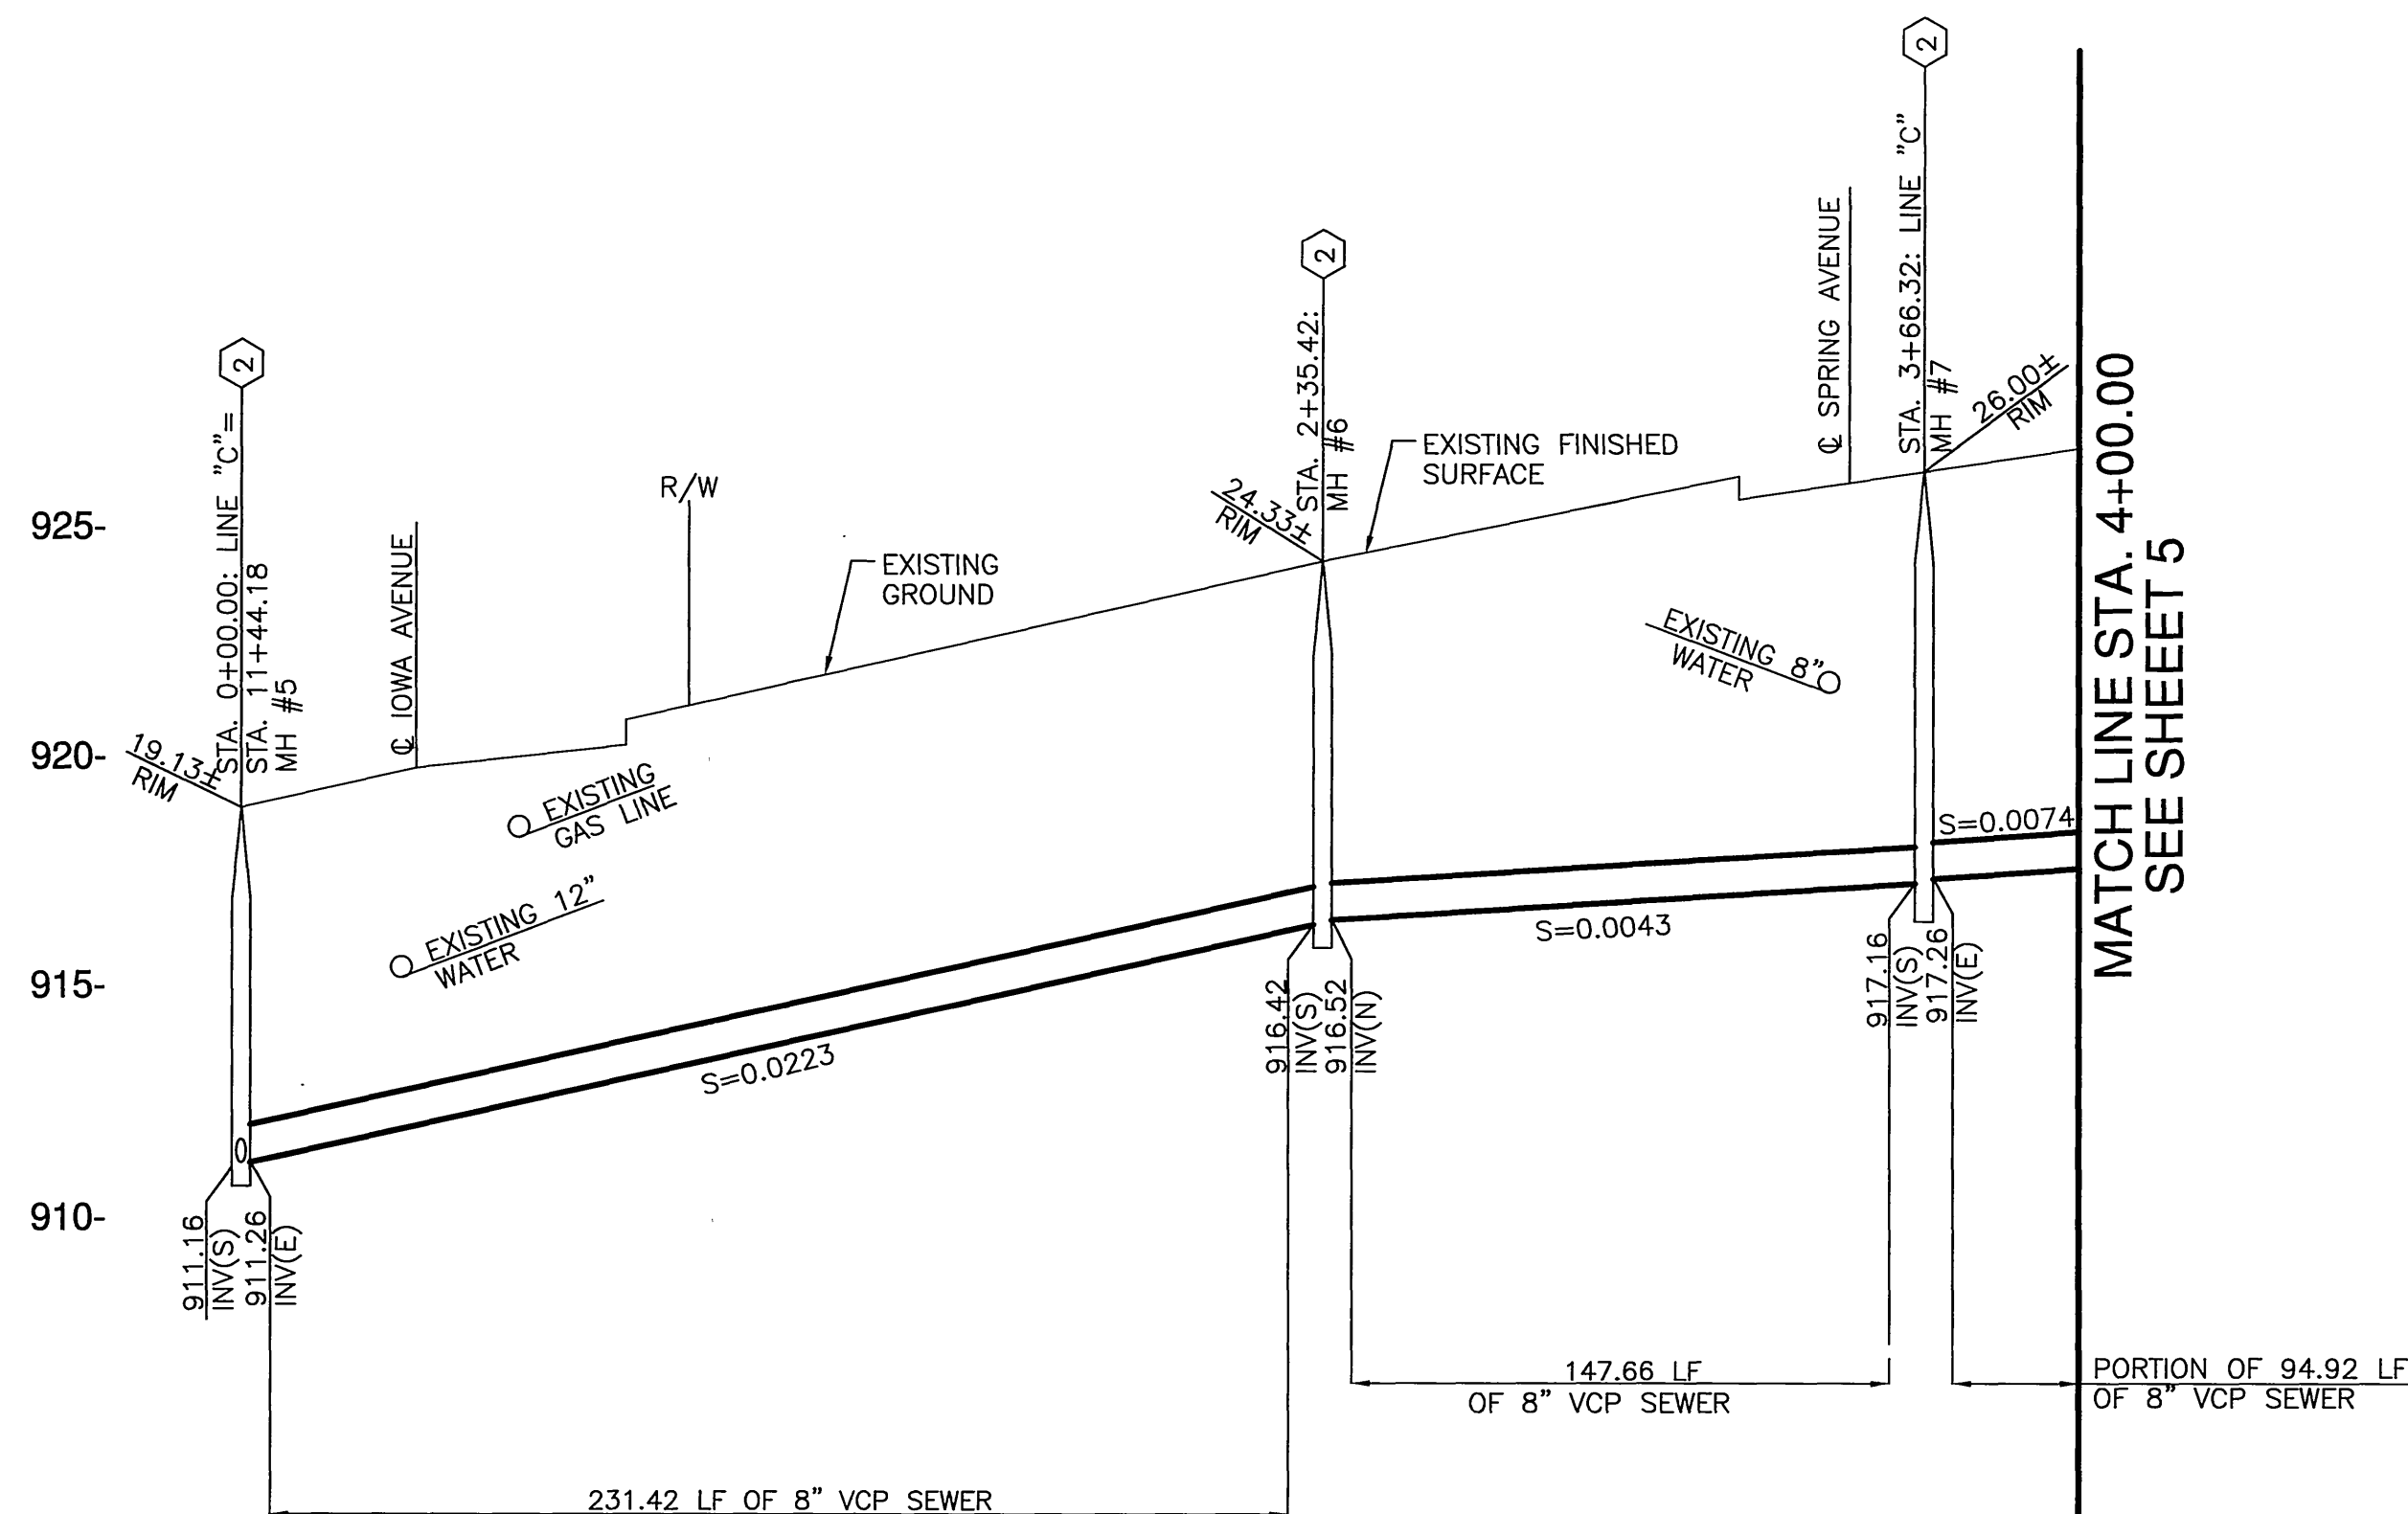 2
STA. 0+00.00: LINE "C"=
STA. 11+44.18
MH #5
19.13±
RIM
℄ IOWA AVENUE
R/W
EXISTING
GROUND
2
STA. 2+35.42:
MH #6
24.33±
RIM
EXISTING FINISHED
SURFACE
℄ SPRING AVENUE
2
STA. 3+66.32: LINE "C"
MH #7
26.00±
RIM
MATCH LINE STA. 4+00.00
SEE SHEET 5
925-
920-
915-
910-
EXISTING
GAS LINE
EXISTING 12"
WATER
EXISTING 8"
WATER
S=0.0223
S=0.0043
S=0.0074
911.16
INV(S)
911.26
INV(E)
916.42
INV(S)
916.52
INV(N)
917.16
INV(S)
917.26
INV(E)
231.42 LF OF 8" VCP SEWER
147.66 LF
OF 8" VCP SEWER
PORTION OF 94.92 LF
OF 8" VCP SEWER